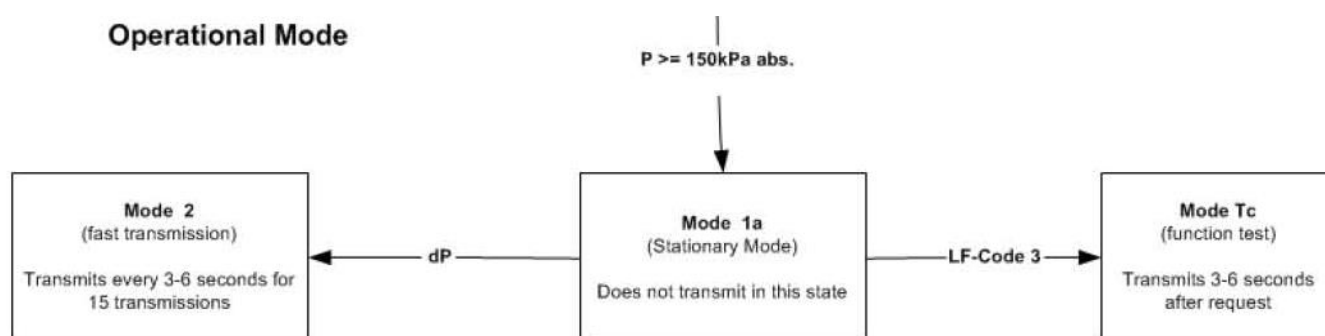 Operational Mode
P >= 150kPa abs.
Mode 2
(fast transmission)
Transmits every 3-6 seconds for
15 transmissions
dP
Mode 1a
(Stationary Mode)
Does not transmit in this state
LF-Code 3
Mode Tc
(function test)
Transmits 3-6 seconds
after request